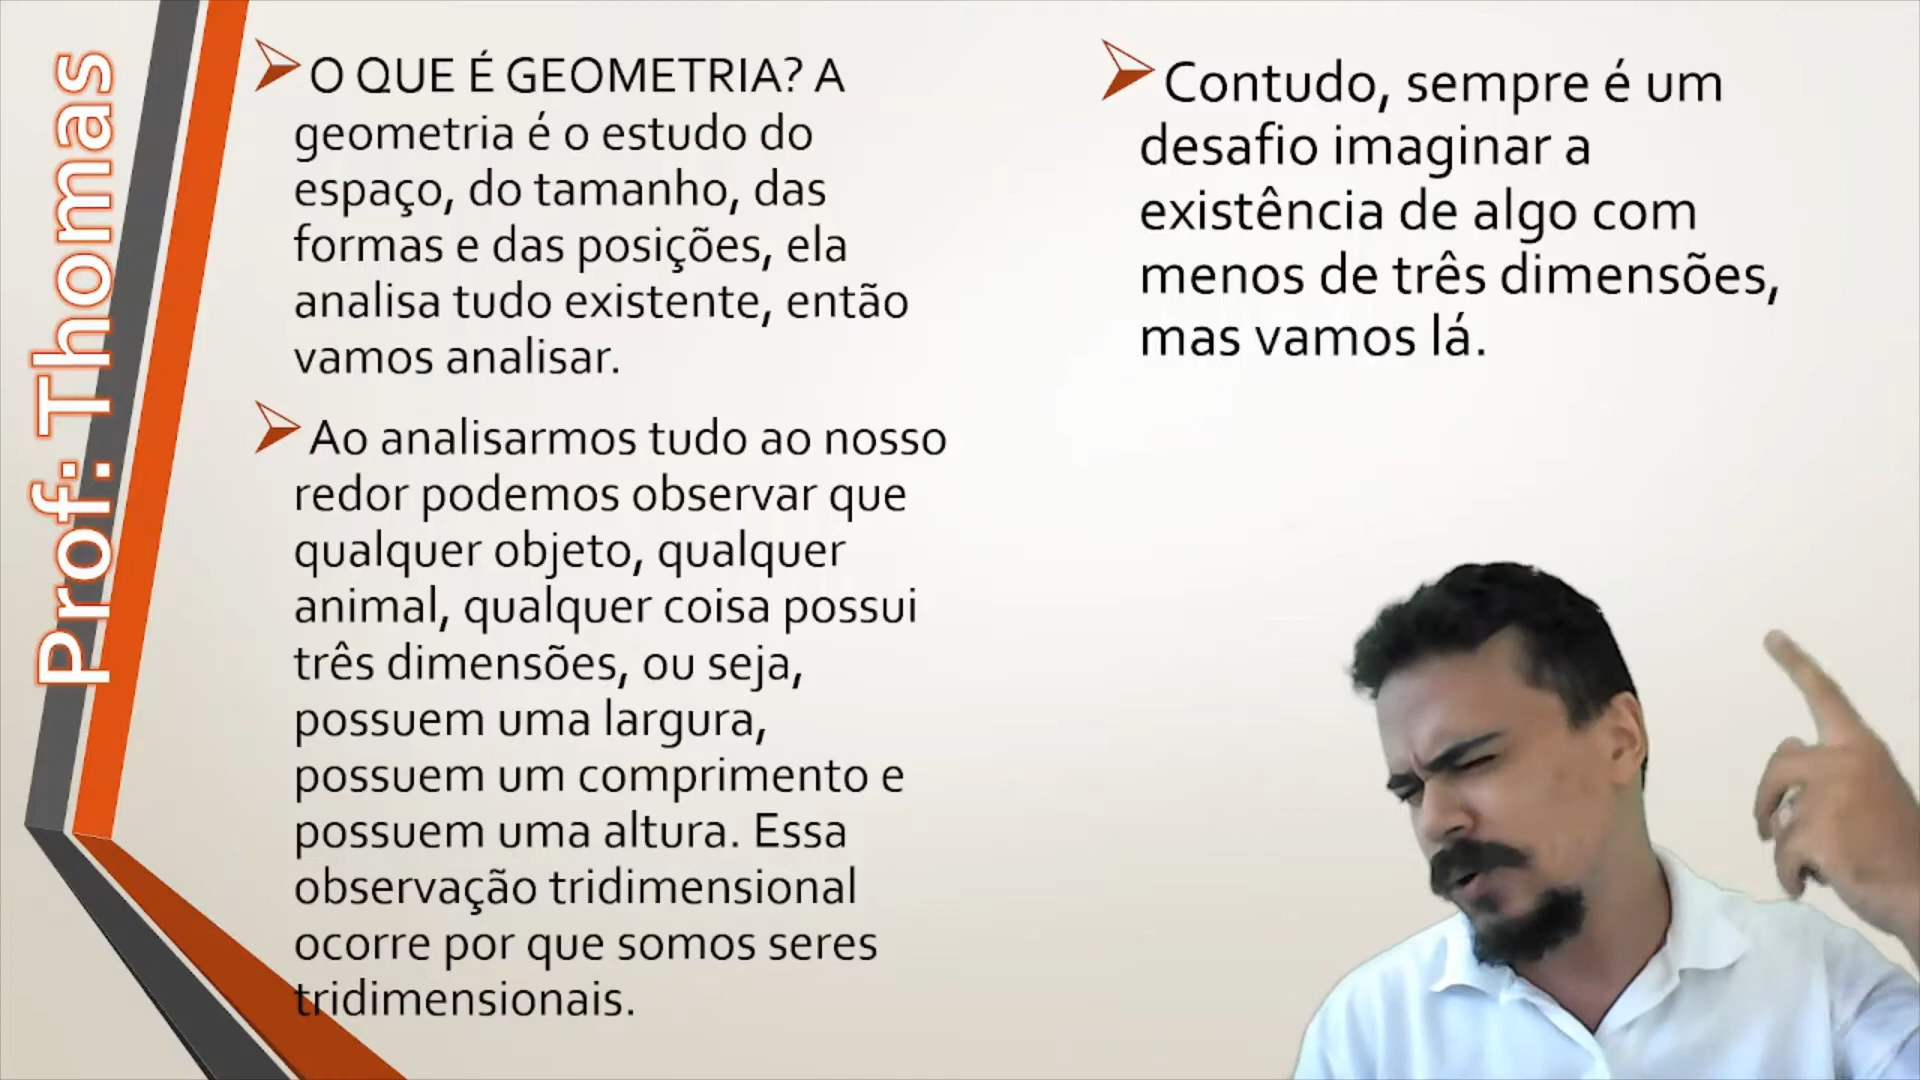 Prof: Thomas
O QUE É GEOMETRIA? A
geometria é o estudo do
espaço, do tamanho, das
formas e das posições, ela
analisa tudo existente, então
vamos analisar.
Ao analisarmos tudo ao nosso
redor podemos observar que
qualquer objeto, qualquer
animal, qualquer coisa possui
três dimensões, ou seja,
possuem uma largura,
possuem um comprimento e
possuem uma altura. Essa
observação tridimensional
ocorre por que somos seres
tridimensionais.
Contudo, sempre é um
desafio imaginar a
existência de algo com
menos de três dimensões,
mas vamos lá.